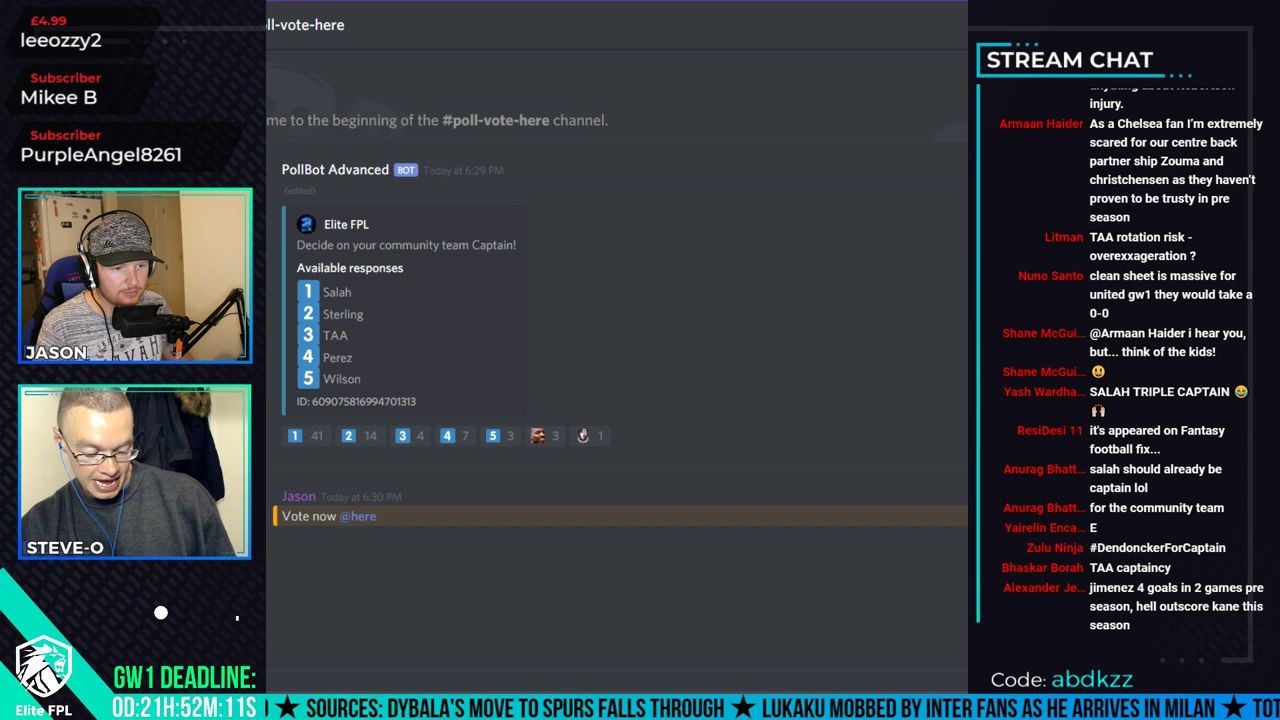 £4.99
leeozzy2
Subscriber
Mikee B
Subscriber
PurpleAngel8261
JASON
STEVE-O
Elite FPL
GW1 DEADLINE:
0D:21H:52M:11S
ll-vote-here
me to the beginning of the #poll-vote-here channel.
PollBot Advanced BOT Today at 6:29 PM
(edited)
Elite FPL
Decide on your community team Captain!
Available responses
1 Salah
2 Sterling
3 TAA
4 Perez
5 Wilson
ID: 609075816994701313
1 41 2 14 3 4 4 7 5 3 3 1
Jason Today at 6:30 PM
Vote now @here
STREAM CHAT
injury.
Armaan Haider As a Chelsea fan I’m extremely
scared for our centre back
partner ship Zouma and
christchensen as they haven’t
proven to be trusty in pre
season
Litman TAA rotation risk -
overexxageration ?
Nuno Santo clean sheet is massive for
united gw1 they would take a
0-0
Shane McGui... @Armaan Haider i hear you,
but... think of the kids!
Shane McGui... 😃
Yash Wardha... SALAH TRIPLE CAPTAIN 😂
🙌🏻
ResiDesi 11 it's appeared on Fantasy
football fix...
Anurag Bhatt... salah should already be
captain lol
Anurag Bhatt... for the community team
Yairelin Enca... E
Zulu Ninja #DendonckerForCaptain
Bhaskar Borah TAA captaincy
Alexander Je... jimenez 4 goals in 2 games pre
season, hell outscore kane this
season
Code: abdkzz
★ SOURCES: DYBALA'S MOVE TO SPURS FALLS THROUGH ★ LUKAKU MOBBED BY INTER FANS AS HE ARRIVES IN MILAN ★ TOT